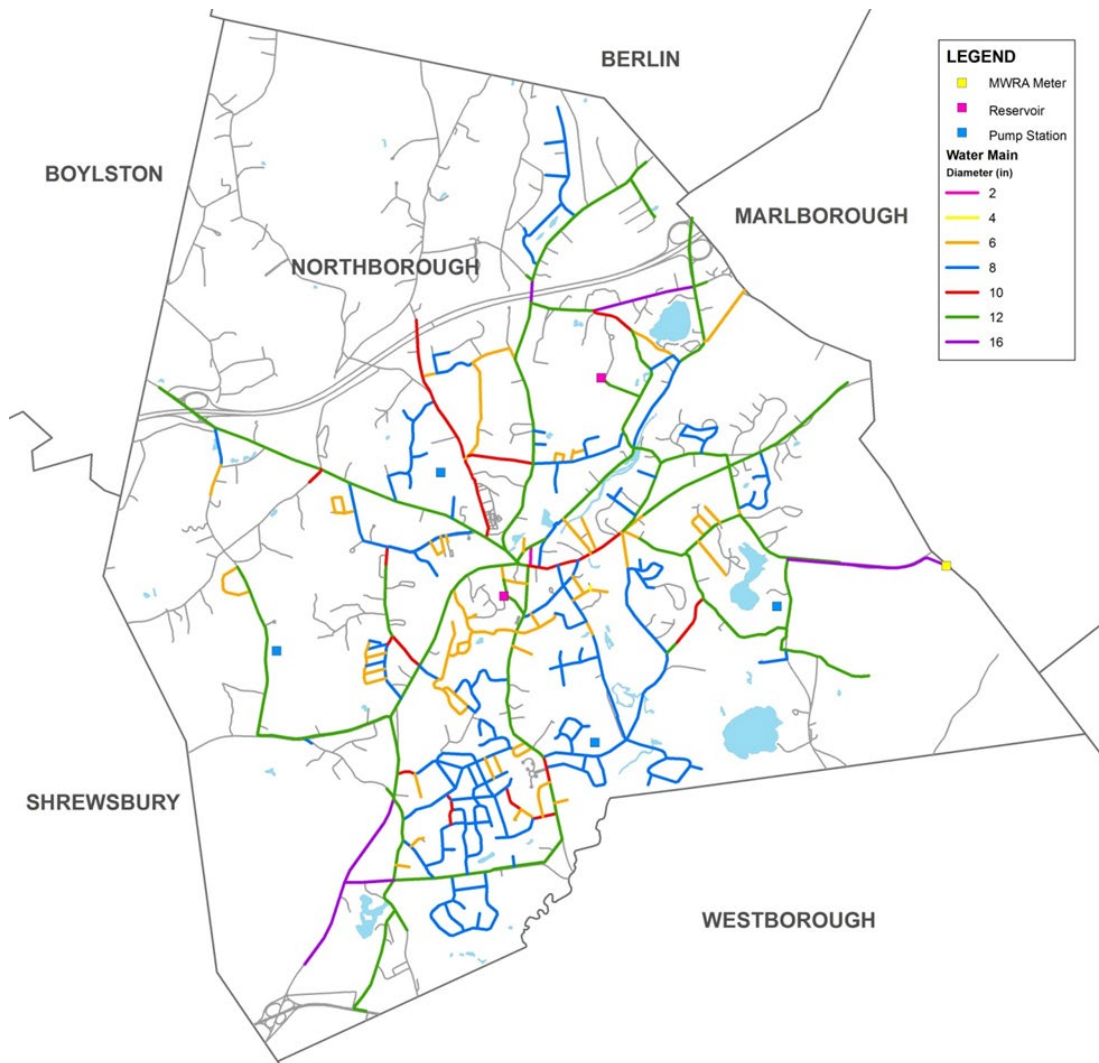 BERLIN
BOYLSTON
MARLBOROUGH
NORTHBOROUGH
SHREWSBURY
WESTBOROUGH
LEGEND
MWRA Meter
Reservoir
Pump Station
Water Main
Diameter (in)
2
4
6
8
10
12
16